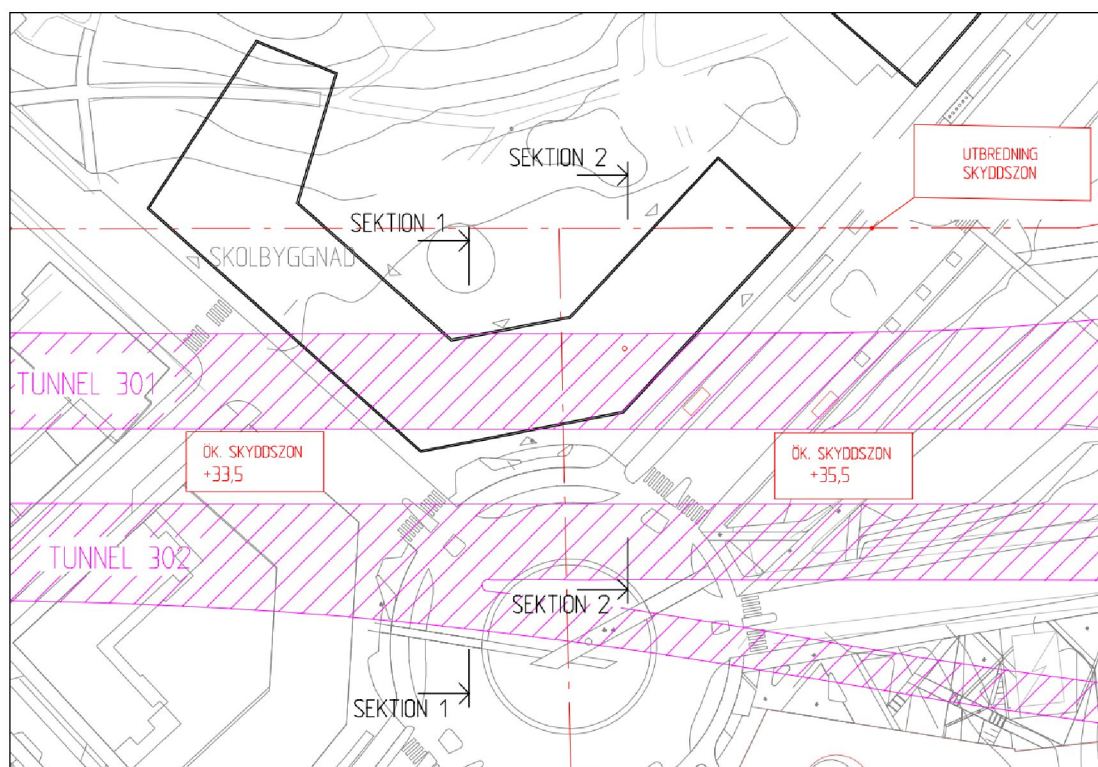 UTBREDNING
SKYDDSZON
SEKTION 2
SEKTION 1
SKOLBYGGNAD
TUNNEL 301
ÖK. SKYDDSZON
+33,5
ÖK. SKYDDSZON
+35,5
TUNNEL 302
SEKTION 2
SEKTION 1